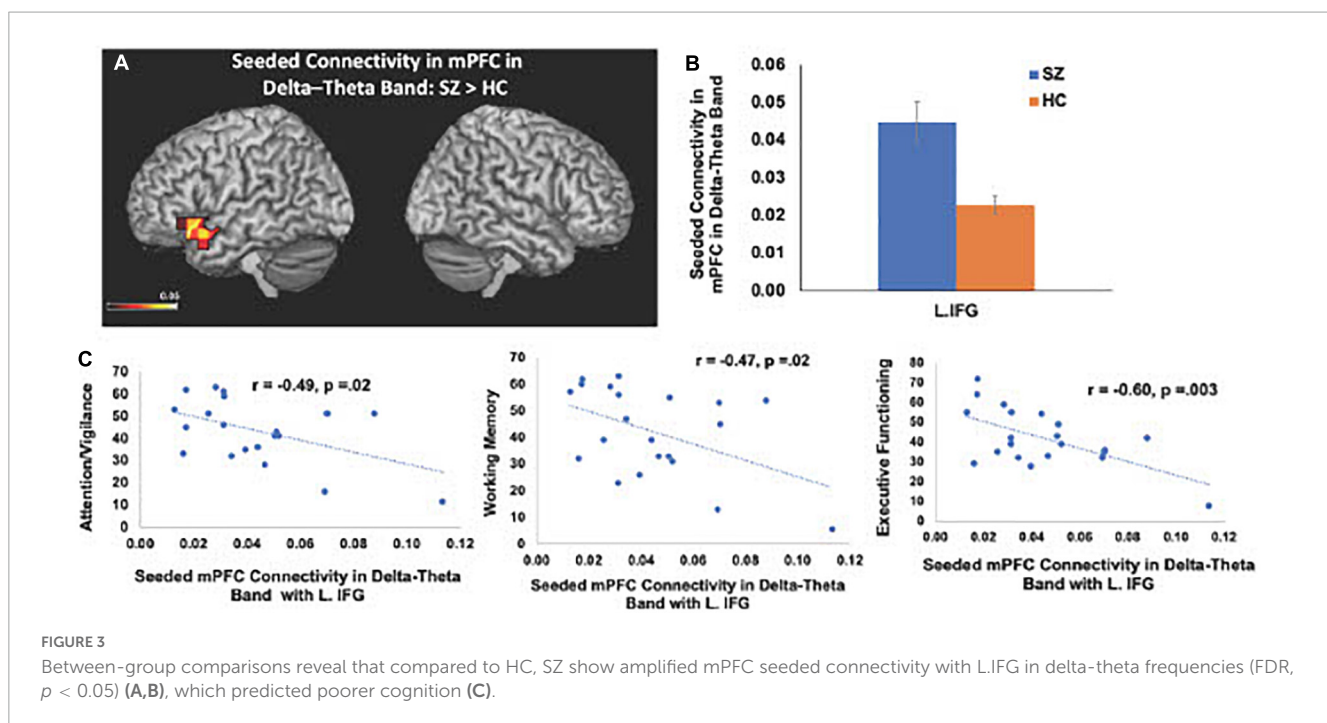 A
Seeded Connectivity in mPFC in
Delta–Theta Band: SZ > HC
0.05
B
Seeded Connectivity in
mPFC in Delta-Theta Band
0.06
0.05
0.04
0.03
0.02
0.01
0.00
SZ
HC
L.IFG
C
Attention/Vigilance
70
60
50
40
30
20
10
0
r = -0.49, p =.02
0.00 0.02 0.04 0.06 0.08 0.10 0.12
Seeded mPFC Connectivity in Delta-Theta
Band with L. IFG
Working Memory
70
60
50
40
30
20
10
0
r = -0.47, p =.02
0.00 0.02 0.04 0.06 0.08 0.10 0.12
Seeded mPFC Connectivity in Delta-Theta
Band with L. IFG
Executive Functioning
80
70
60
50
40
30
20
10
0
r = -0.60, p =.003
0.00 0.02 0.04 0.06 0.08 0.10 0.12
Seeded mPFC Connectivity in Delta-Theta
Band with L. IFG
FIGURE 3
Between-group comparisons reveal that compared to HC, SZ show amplified mPFC seeded connectivity with L.IFG in delta-theta frequencies (FDR,
p < 0.05) (A,B), which predicted poorer cognition (C).